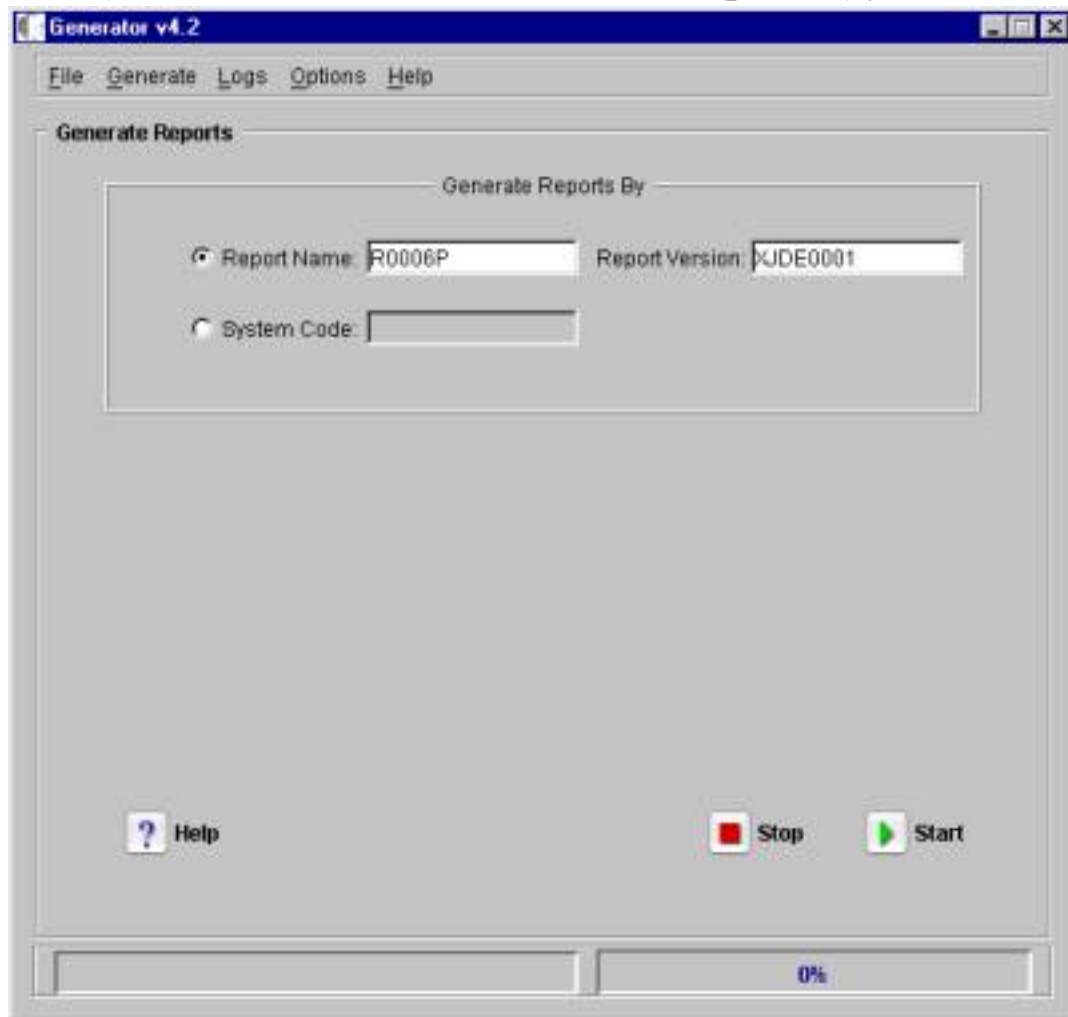 Generator v4.2
File Generate Logs Options Help
Generate Reports
Generate Reports By
Report Name: R0006P Report Version: XJDE0001
System Code:
? Help Stop Start
0%